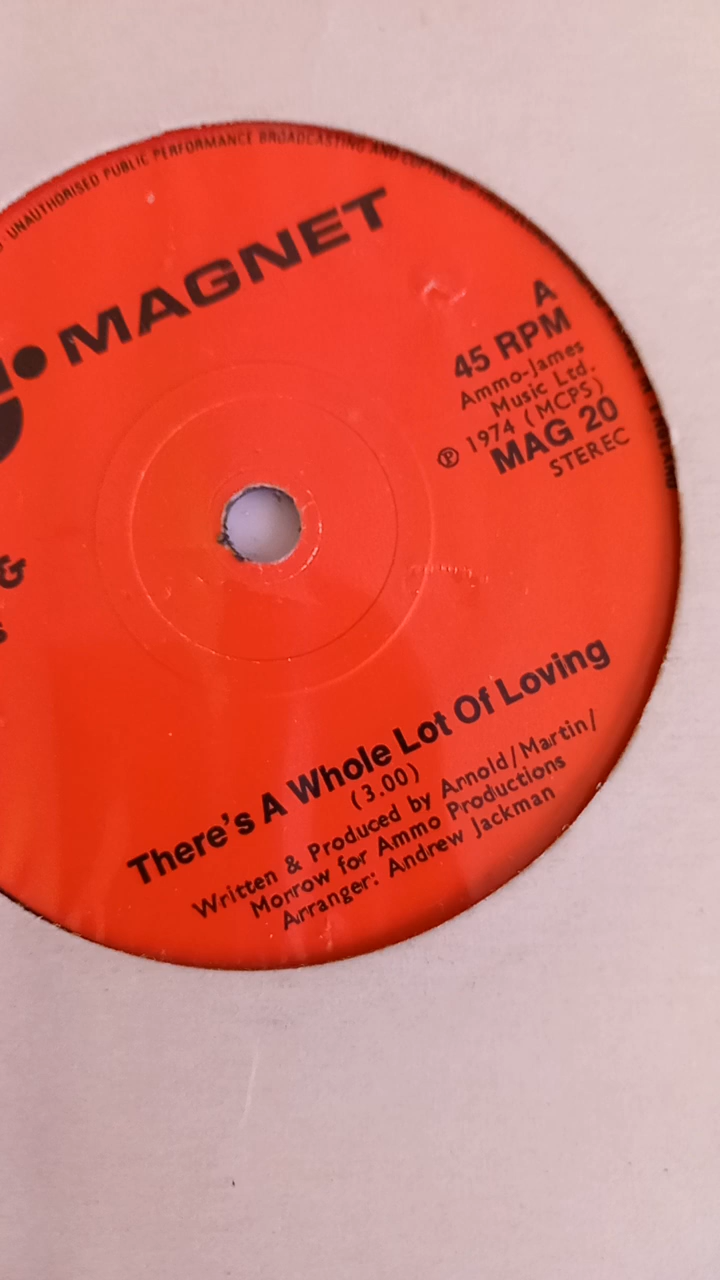 UNAUTHORISED PUBLIC PERFORMANCE BROADCASTING AND
MAGNET
A
45 RPM
Ammo-James
Music Ltd.
℗ 1974 (MCPS)
MAG 20
STEREO
&
There's A Whole Lot Of Loving
(3.00)
Written & Produced by Arnold/Martin/
Morrow for Ammo Productions
Arranger: Andrew Jackman